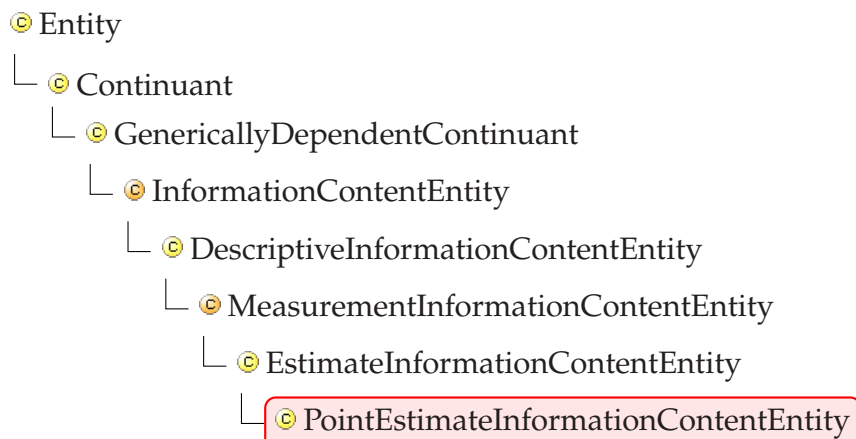 Entity
Continuant
GenericallyDependentContinuant
InformationContentEntity
DescriptiveInformationContentEntity
MeasurementInformationContentEntity
EstimateInformationContentEntity
PointEstimateInformationContentEntity